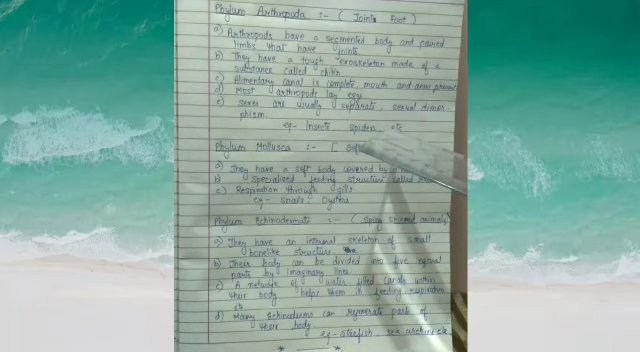 Phylum Arthropoda :- ( Joint Foot )
a) Arthropods have a segmented body and paired
limbs that have joints
b) They have a tough exoskeleton made of a
substance called chitin
c) Alimentary canal is complete, mouth and anus present
d) Most arthropods lay eggs
e) Sexes are usually separate, sexual dimor-
phism.
eg- Insects, spiders, etc
Phylum Mollusca :- [ Sof
a) They have a soft body covered by
b) specialised feeding structure called
c) Respiration through gills
eg- Snails, Oysters
Phylum Echinodermata :- ( Spiny skinned animals)
a) They have an internal skeleton of small
bonelike structure.
b) Their body can be divided into five equal
parts by imaginary lines
c) A network of water filled canals within
their body helps them in feeding, respiration
etc
d) Many Echinoderms can regenerate parts of
their body
eg- starfish, sea urchins etc.